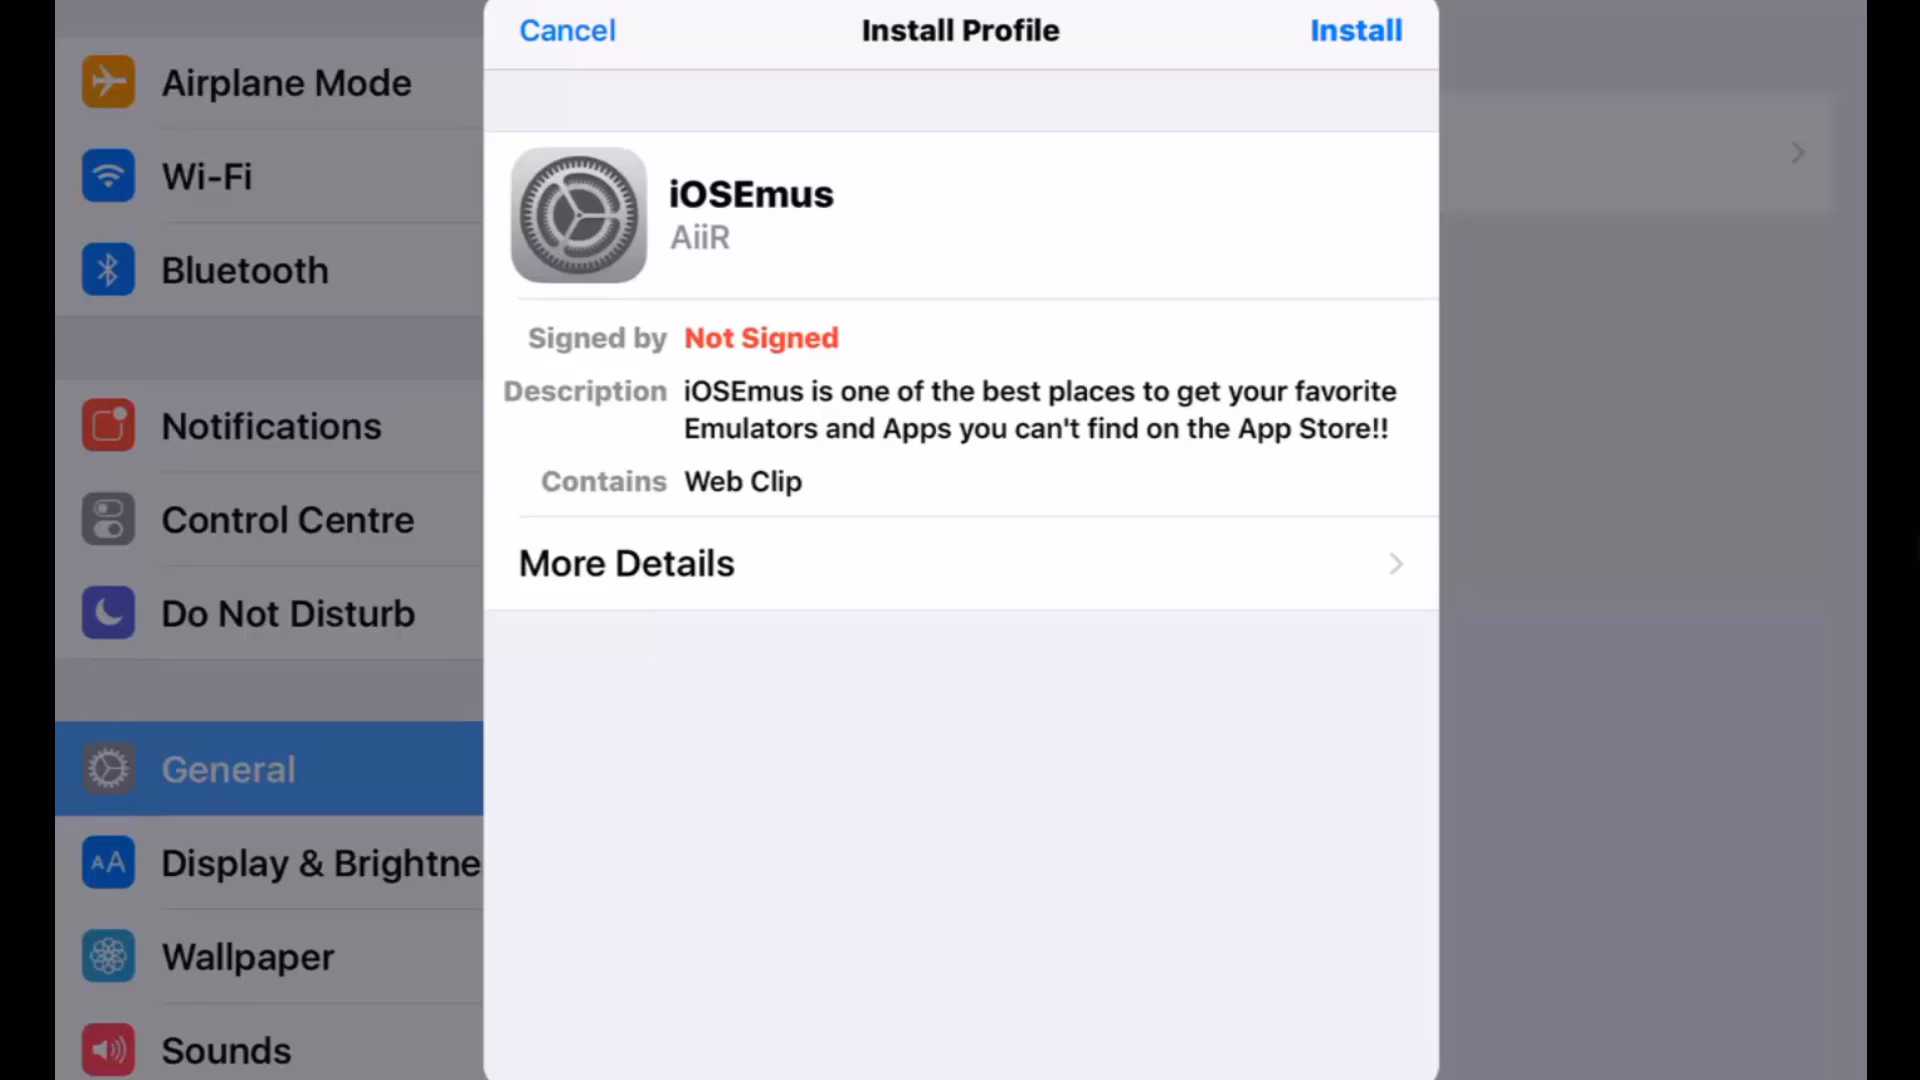 Cancel
Install Profile
Install
Airplane Mode
Wi-Fi
Bluetooth
Notifications
Control Centre
Do Not Disturb
General
AA Display & Brightne
Wallpaper
Sounds
iOSEmus
AiiR
Signed by Not Signed
Description iOSEmus is one of the best places to get your favorite
Emulators and Apps you can't find on the App Store!!
Contains Web Clip
More Details